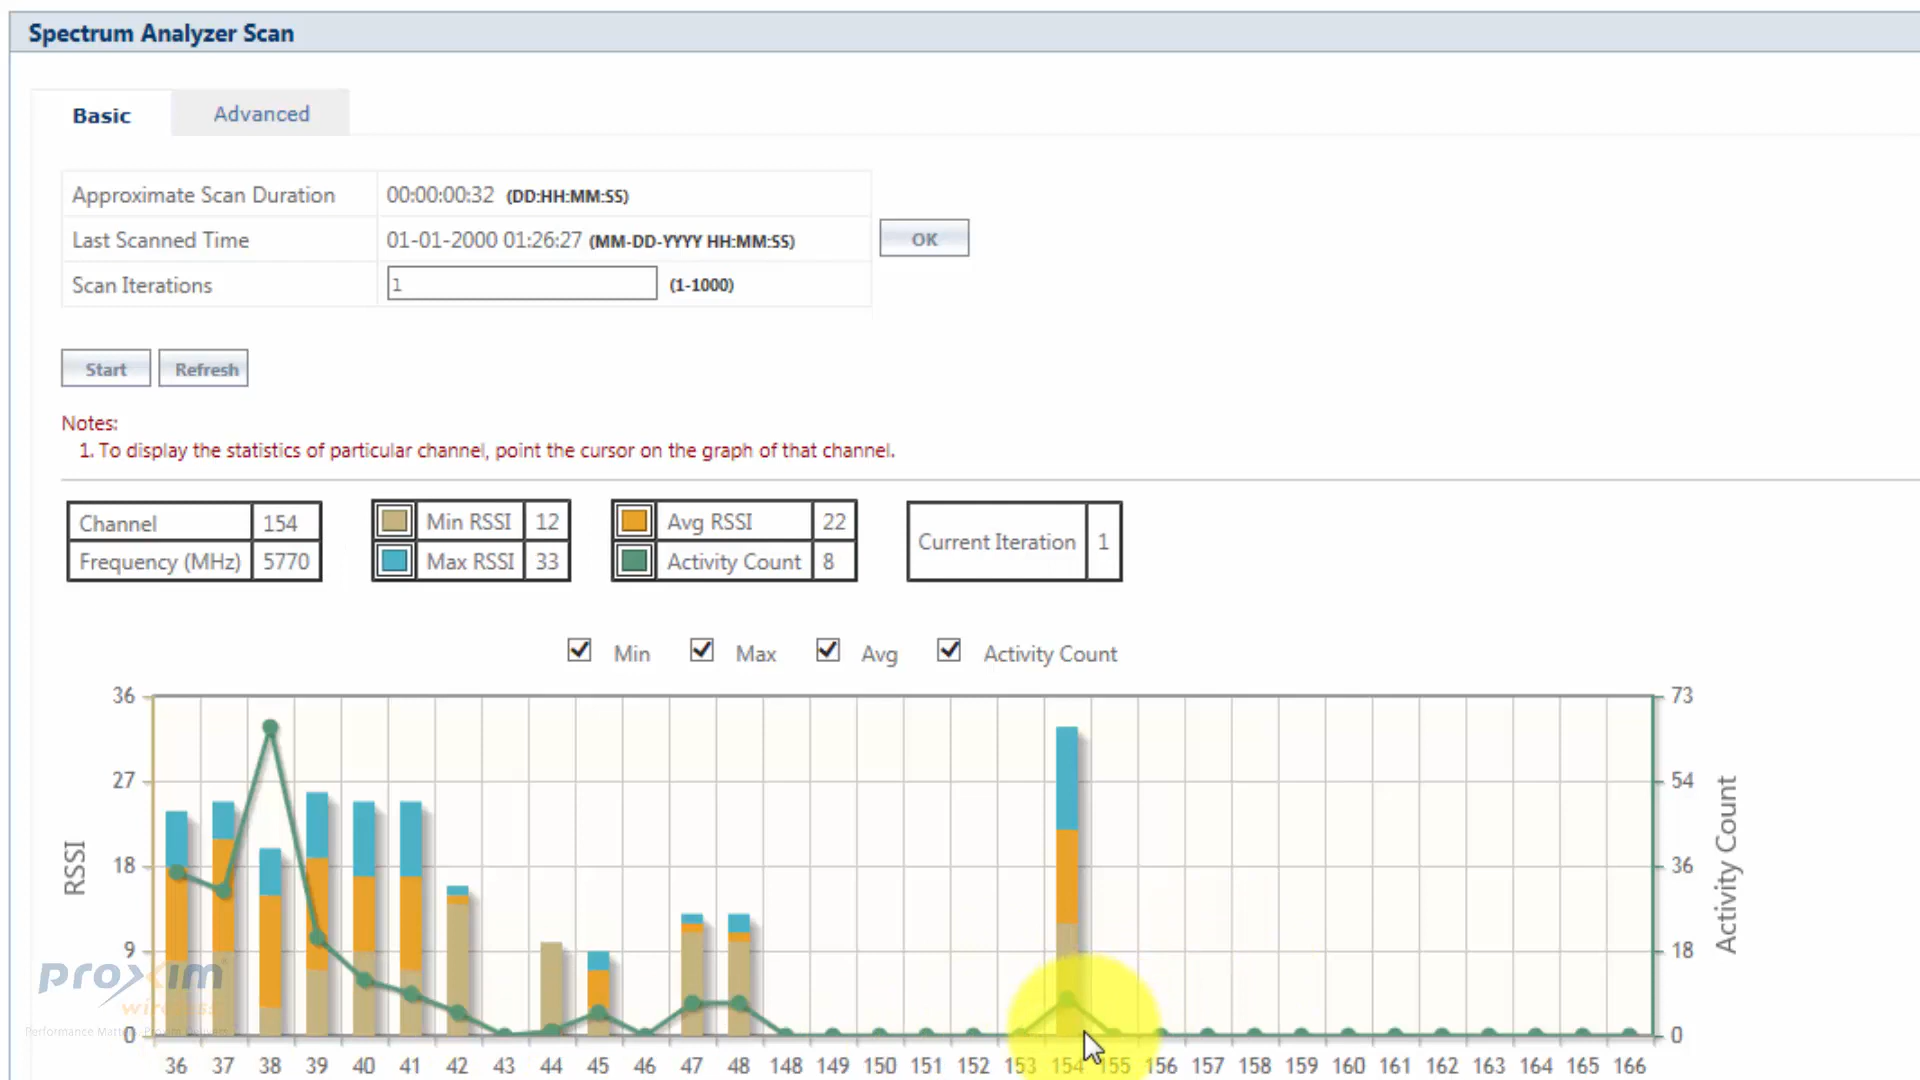 Spectrum Analyzer Scan
Basic Advanced
Approximate Scan Duration 00:00:00:32 (DD:HH:MM:SS)
Last Scanned Time 01-01-2000 01:26:27 (MM-DD-YYYY HH:MM:SS) OK
Scan Iterations 1 (1-1000)
Start Refresh
Notes:
1. To display the statistics of particular channel, point the cursor on the graph of that channel.
Channel 154 Min RSSI 12 Avg RSSI 22 Current Iteration 1
Frequency (MHz) 5770 Max RSSI 33 Activity Count 8
Min Max Avg Activity Count
36 73
27 54
18 36
9 18
0 0
RSSI
Activity Count
proxim
wireless
Performance Matters. Proxim Delivers.
36 37 38 39 40 41 42 43 44 45 46 47 48 148 149 150 151 152 153 154 155 156 157 158 159 160 161 162 163 164 165 166